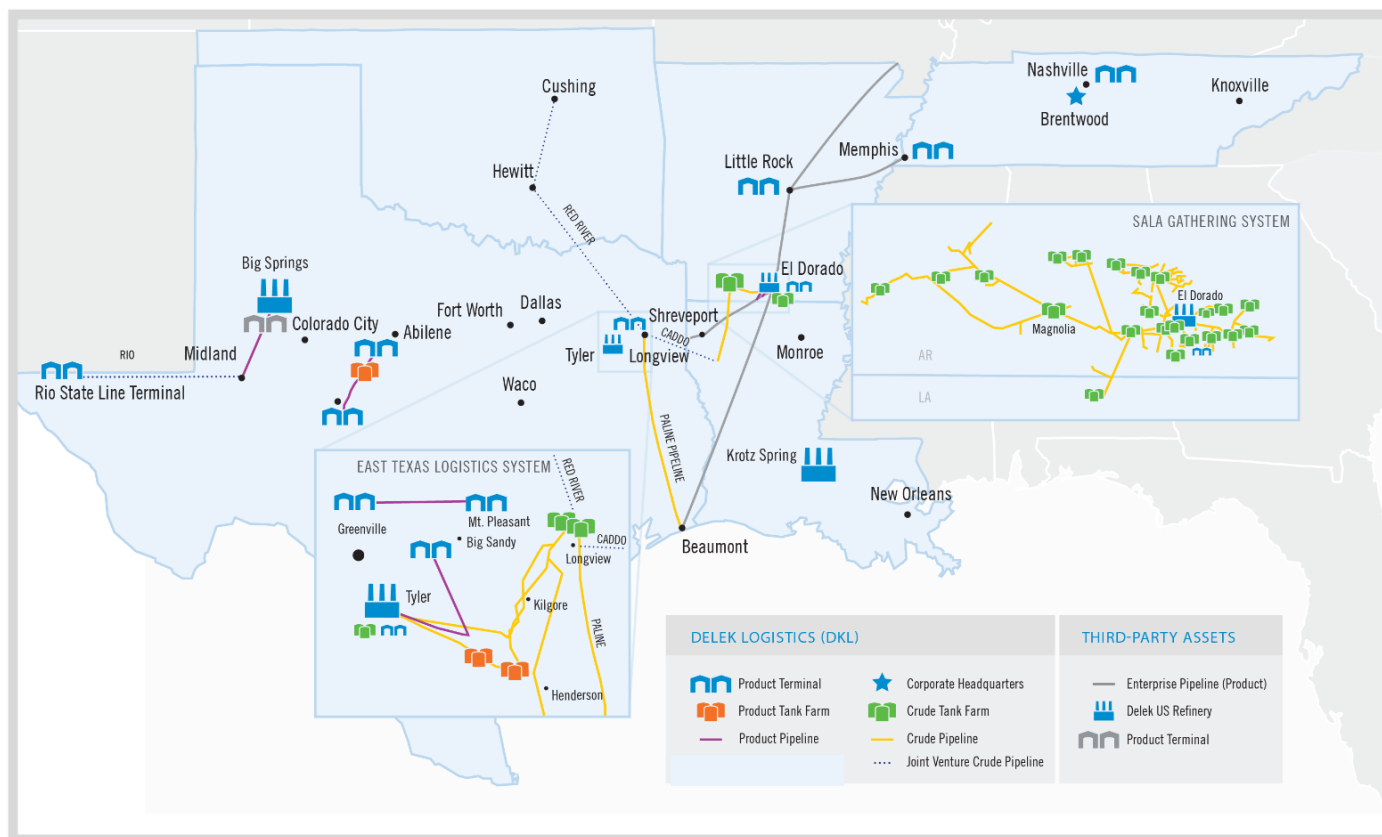 Cushing
Nashville
Knoxville
Brentwood
Memphis
Little Rock
Hewitt
RED RIVER
SALA GATHERING SYSTEM
El Dorado
Magnolia
AR
LA
Big Springs
El Dorado
Colorado City
Abilene
Fort Worth
Dallas
Shreveport
CADDO
Tyler
Longview
Monroe
RIO
Midland
Rio State Line Terminal
Waco
PALINE PIPELINE
Krotz Spring
New Orleans
Beaumont
EAST TEXAS LOGISTICS SYSTEM
RED RIVER
Greenville
Mt. Pleasant
Big Sandy
CADDO
Longview
Tyler
Kilgore
PALINE
Henderson
DELEK LOGISTICS (DKL)
Product Terminal
Corporate Headquarters
Product Tank Farm
Crude Tank Farm
Product Pipeline
Crude Pipeline
Joint Venture Crude Pipeline
THIRD-PARTY ASSETS
Enterprise Pipeline (Product)
Delek US Refinery
Product Terminal